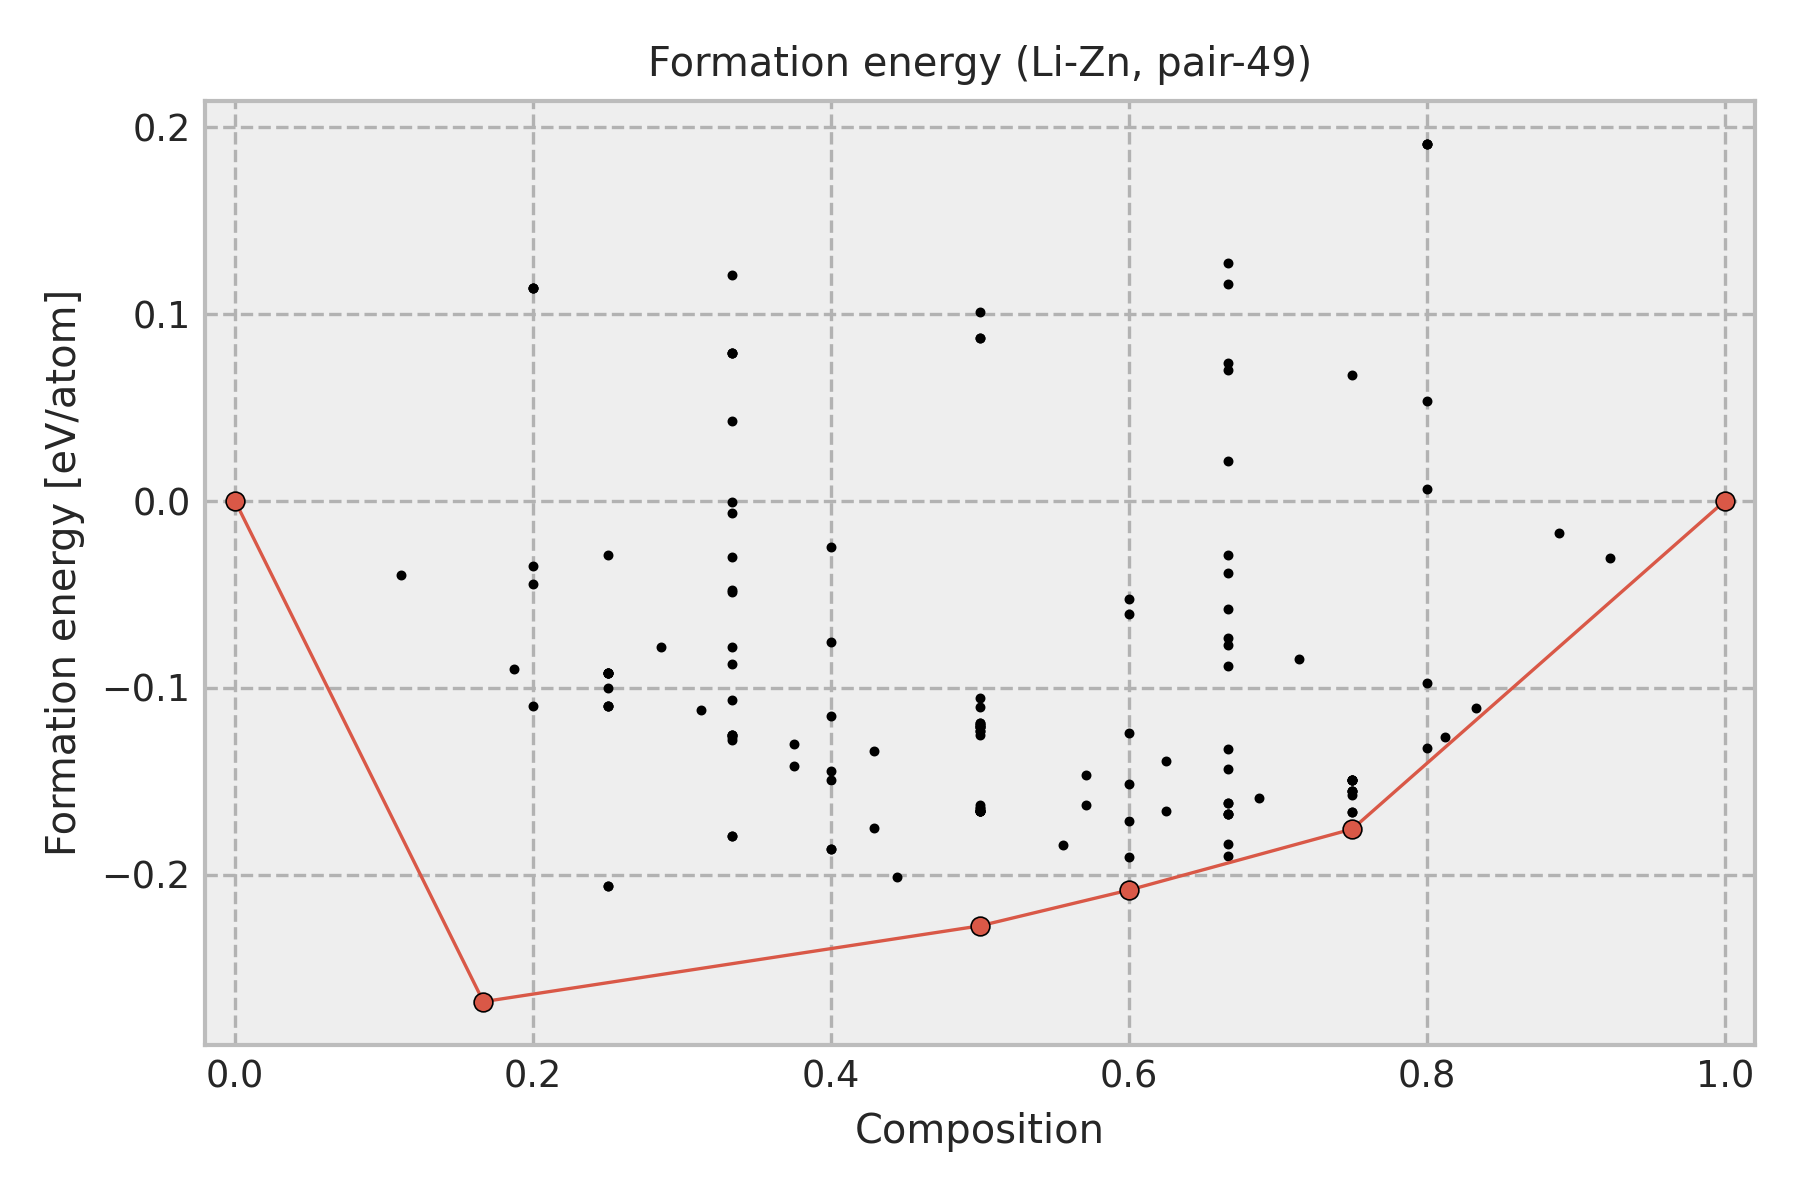 Formation energy (Li-Zn, pair-49)
0.2
0.1
0.0
−0.1
−0.2
Formation energy [eV/atom]
0.0 0.2 0.4 0.6 0.8 1.0
Composition